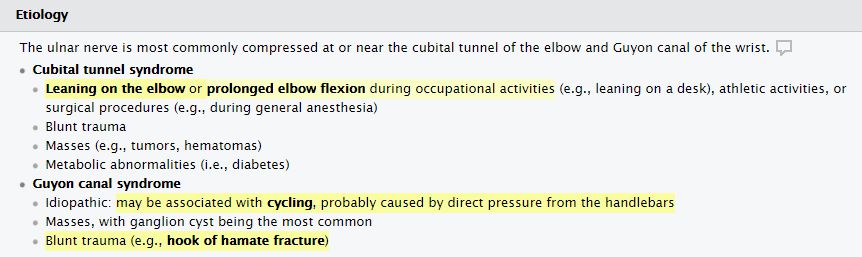 Etiology
The ulnar nerve is most commonly compressed at or near the cubital tunnel of the elbow and Guyon canal of the wrist.
Cubital tunnel syndrome
Leaning on the elbow or prolonged elbow flexion during occupational activities (e.g., leaning on a desk), athletic activities, or
surgical procedures (e.g., during general anesthesia)
Blunt trauma
Masses (e.g., tumors, hematomas)
Metabolic abnormalities (i.e., diabetes)
Guyon canal syndrome
Idiopathic: may be associated with cycling, probably caused by direct pressure from the handlebars
Masses, with ganglion cyst being the most common
Blunt trauma (e.g., hook of hamate fracture)